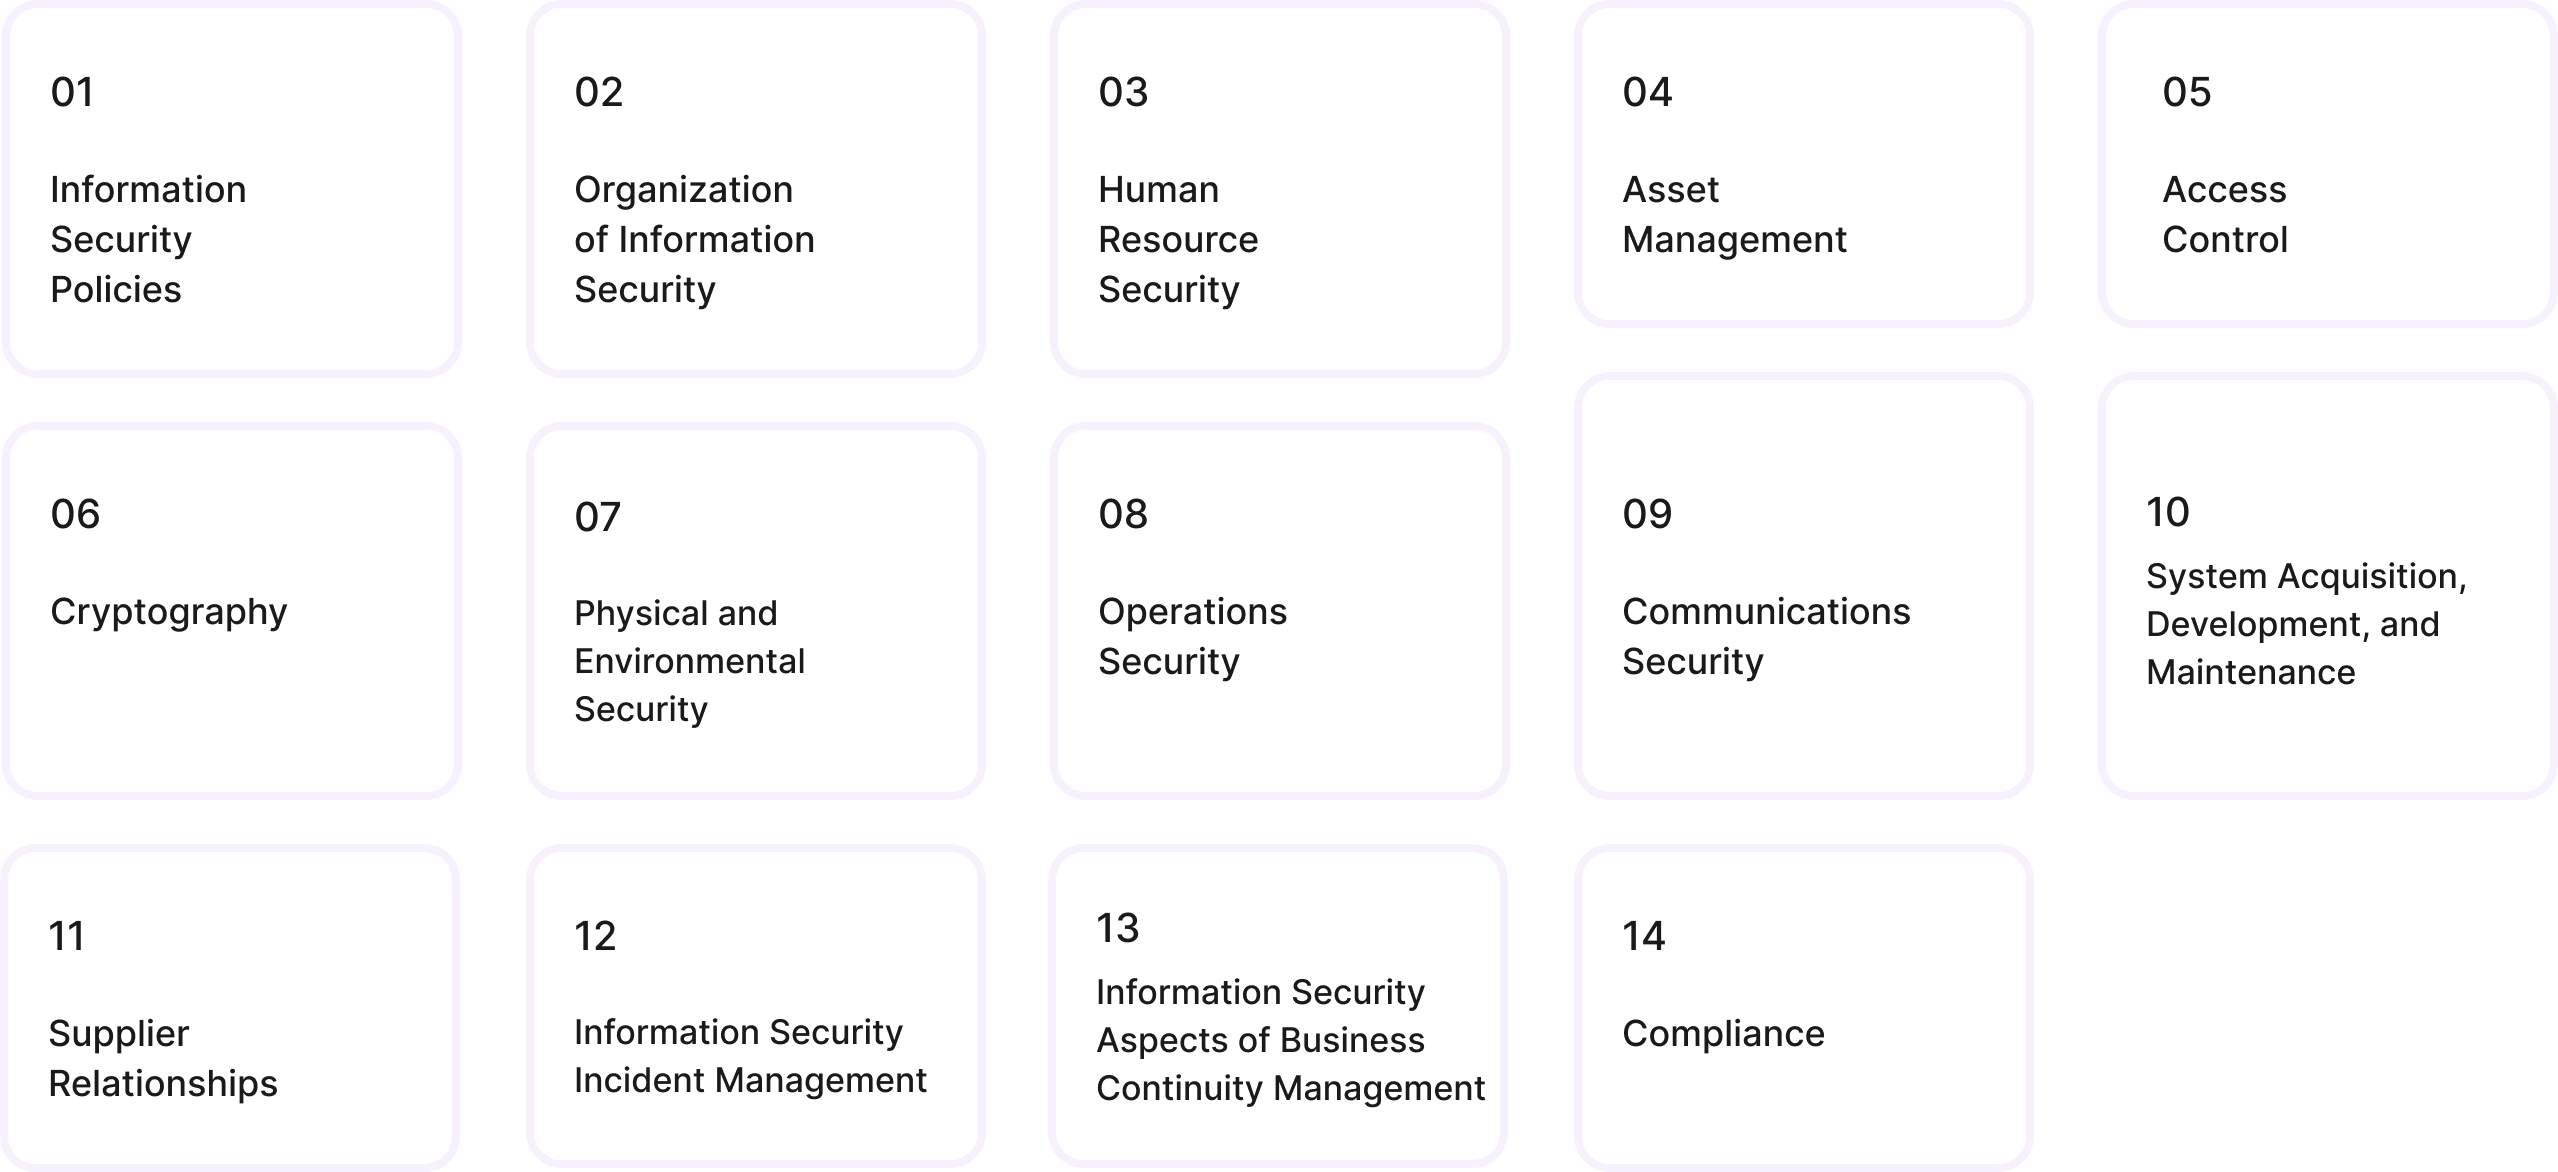 01
Information
Security
Policies
02
Organization
of Information
Security
03
Human
Resource
Security
04
Asset
Management
05
Access
Control
06
Cryptography
07
Physical and
Environmental
Security
08
Operations
Security
09
Communications
Security
10
System Acquisition,
Development, and
Maintenance
11
Supplier
Relationships
12
Information Security
Incident Management
13
Information Security
Aspects of Business
Continuity Management
14
Compliance